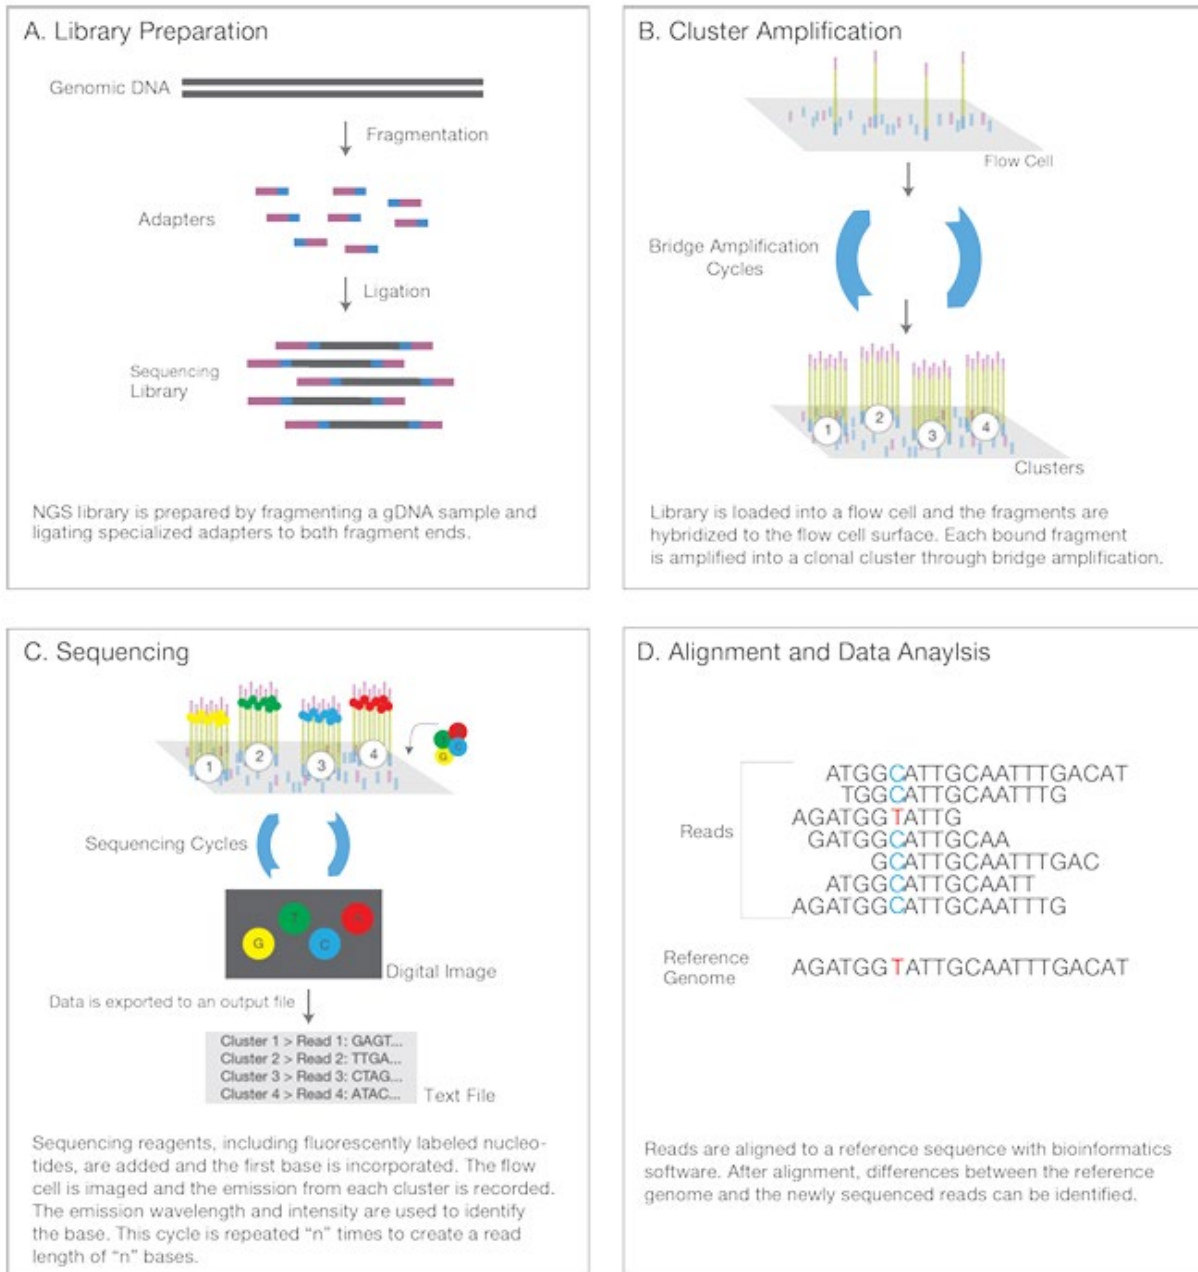 A. Library Preparation
Genomic DNA
Fragmentation
Adapters
Ligation
Sequencing
Library
NGS library is prepared by fragmenting a gDNA sample and
ligating specialized adapters to both fragment ends.
B. Cluster Amplification
Flow Cell
Bridge Amplification
Cycles
1
2
3
4
Clusters
Library is loaded into a flow cell and the fragments are
hybridized to the flow cell surface. Each bound fragment
is amplified into a clonal cluster through bridge amplification.
C. Sequencing
1
2
3
4
T
C
G
Sequencing Cycles
T
G
C
Digital Image
Data is exported to an output file
Cluster 1 > Read 1: GAGT...
Cluster 2 > Read 2: TTGA...
Cluster 3 > Read 3: CTAG...
Cluster 4 > Read 4: ATAC...
Text File
Sequencing reagents, including fluorescently labeled nucleo-
tides, are added and the first base is incorporated. The flow
cell is imaged and the emission from each cluster is recorded.
The emission wavelength and intensity are used to identify
the base. This cycle is repeated “n” times to create a read
length of “n” bases.
D. Alignment and Data Anaylsis
Reads
ATGGCATTGCAATTTGACAT
TGGCATTGCAATTTG
AGATGGTATTG
GATGGCATTGCAA
GCATTGCAATTTGAC
ATGGCATTGCAATT
AGATGGCATTGCAATTTG
Reference
Genome
AGATGGTATTGCAATTTGACAT
Reads are aligned to a reference sequence with bioinformatics
software. After alignment, differences between the reference
genome and the newly sequenced reads can be identified.